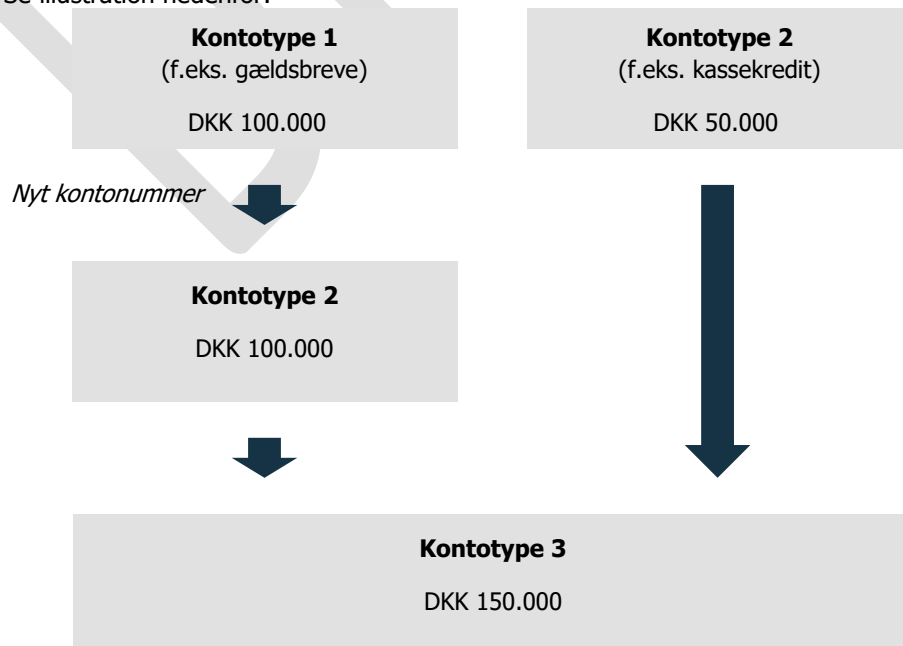 Se illustration nedenfor.
Kontotype 1
(f.eks. gældsbreve)
DKK 100.000
Kontotype 2
(f.eks. kassekredit)
DKK 50.000
Nyt kontonummer
Kontotype 2
DKK 100.000
Kontotype 3
DKK 150.000